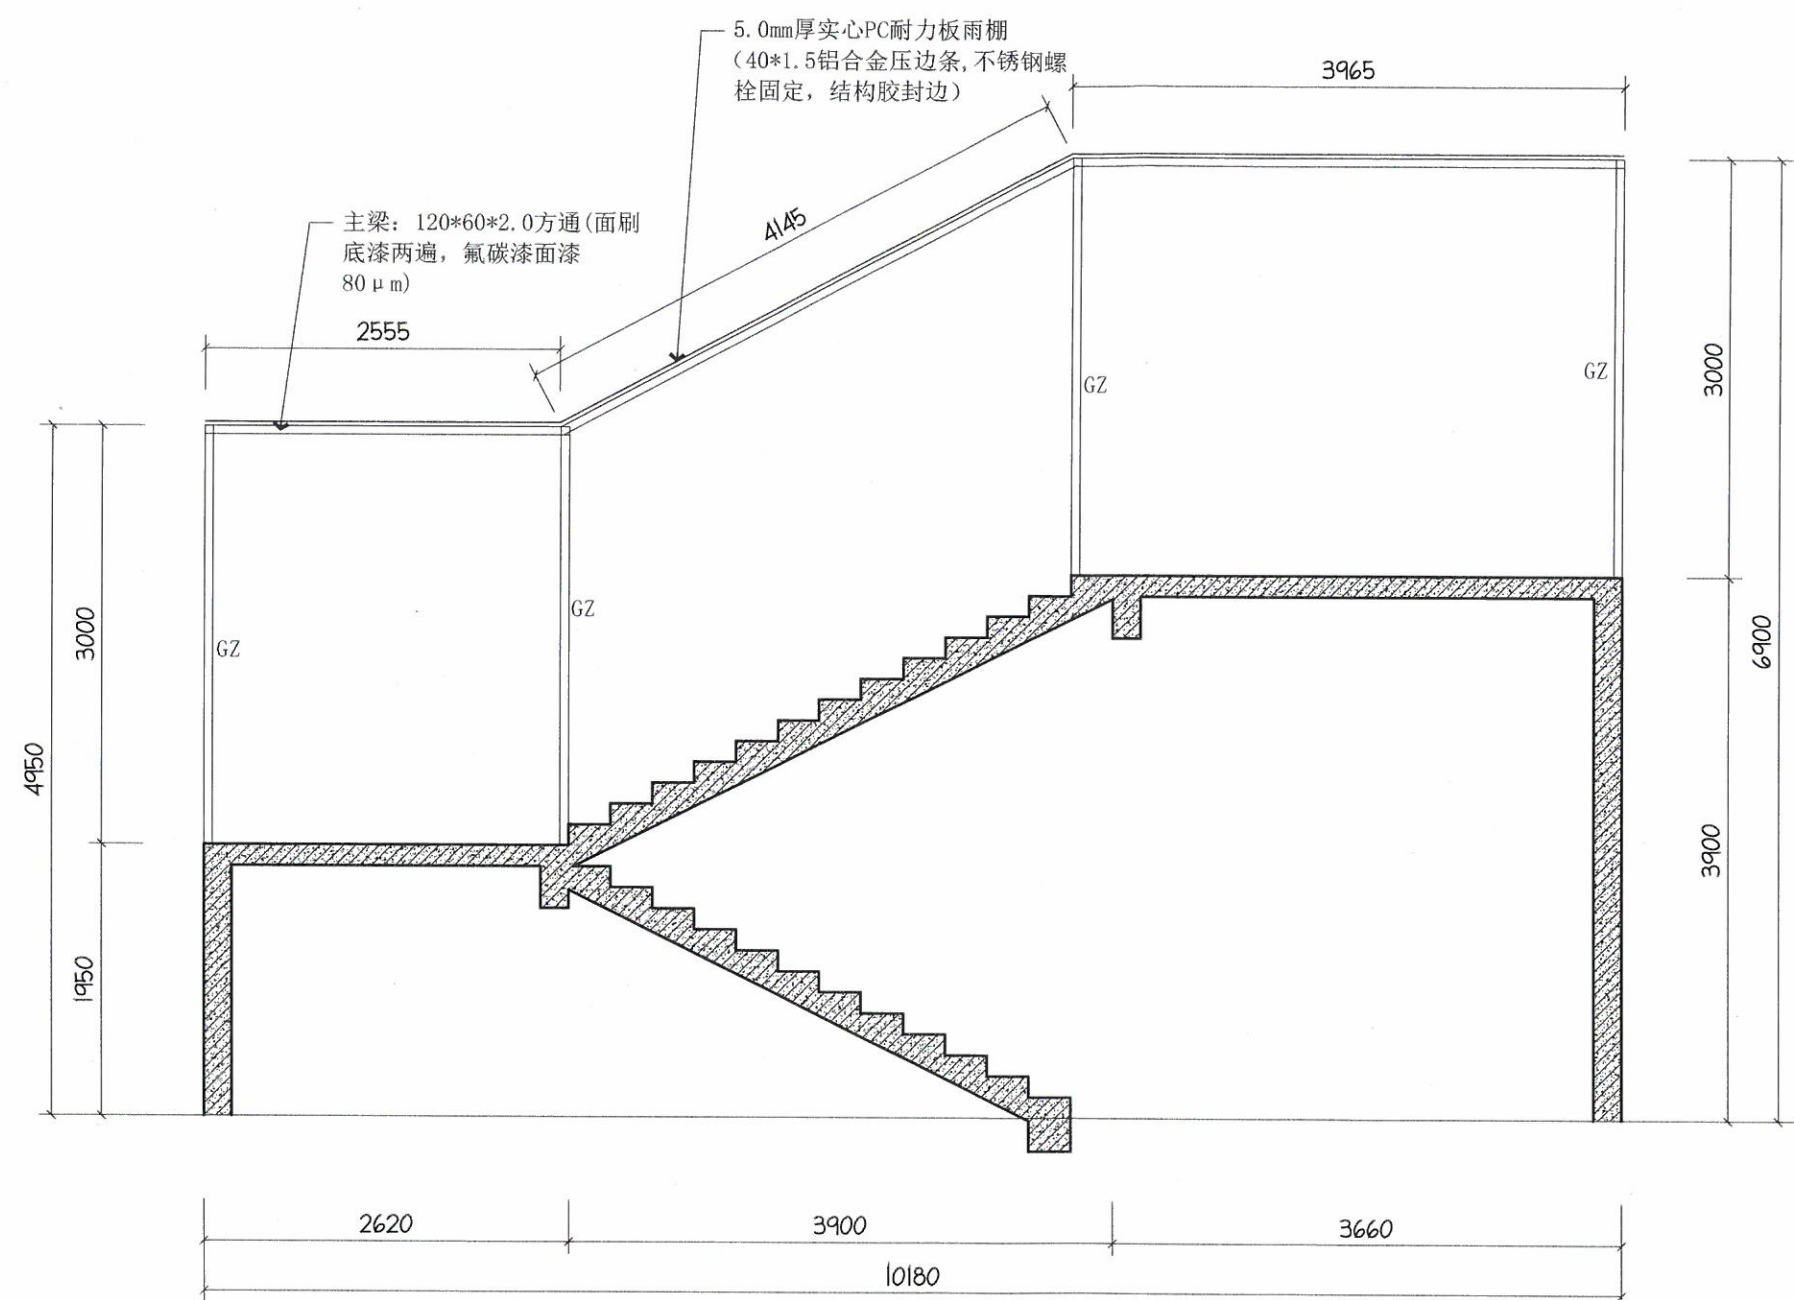 5.0mm厚实心PC耐力板雨棚
（40*1.5铝合金压边条,不锈钢螺
栓固定，结构胶封边）
3965
4145
主梁：120*60*2.0方通(面刷
底漆两遍，氟碳漆面漆
80μm)
2555
GZ
GZ
3000
GZ
GZ
3000
6900
4950
3900
1950
2620
3900
3660
10180